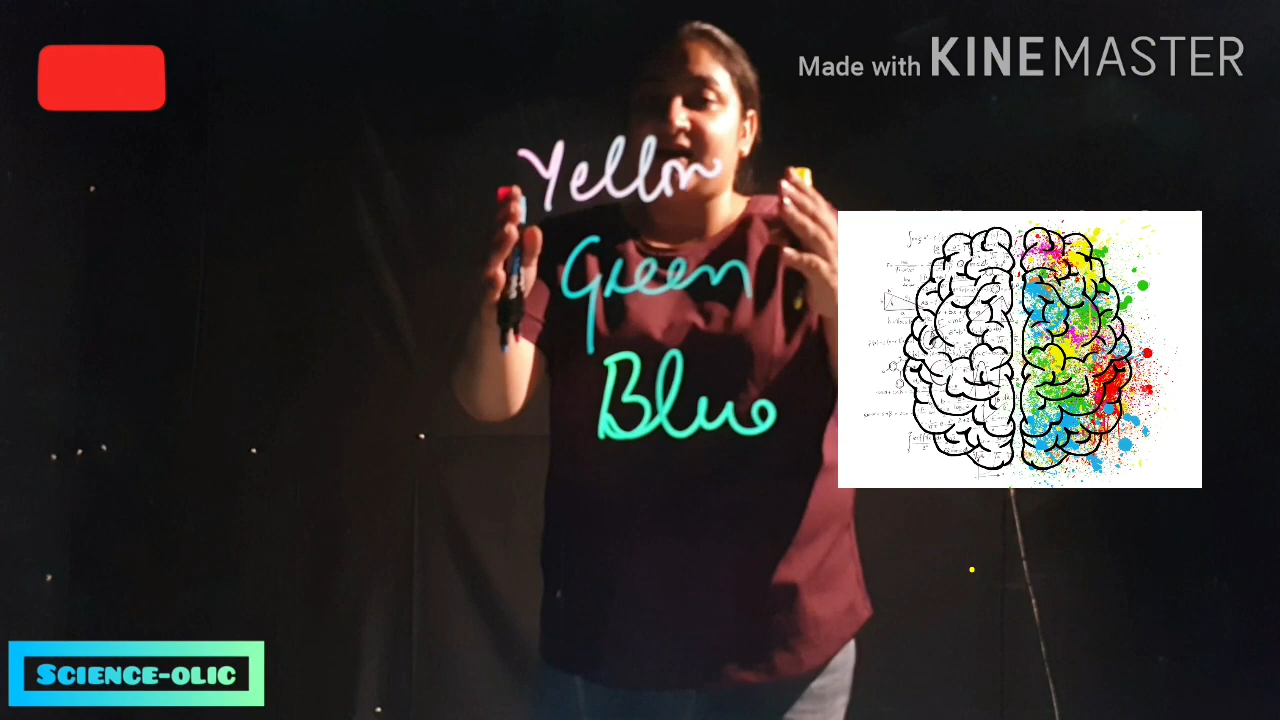 Made with KINEMASTER
Yellow
Green
Blue
SCIENCE-OLIC